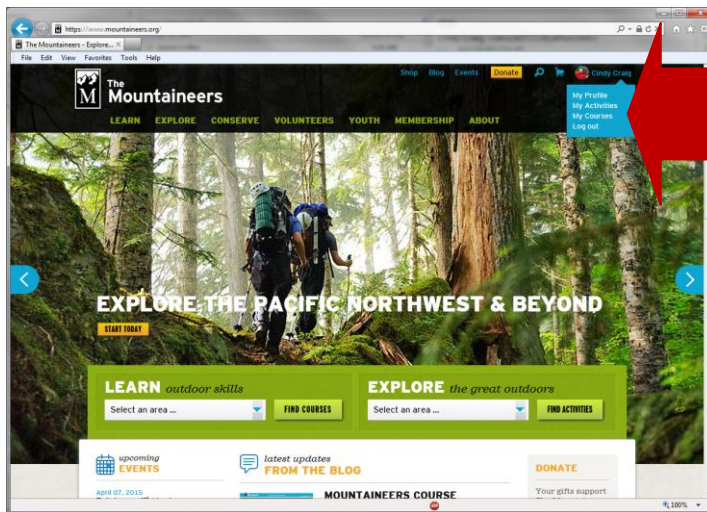 https://www.mountaineers.org/
The Mountaineers - Explore...
File Edit View Favorites Tools Help
Shop Blog Events Donate Cindy Craig
The
Mountaineers
M
My Profile
My Activities
My Courses
Log out
LEARN EXPLORE CONSERVE VOLUNTEERS YOUTH MEMBERSHIP ABOUT
EXPLORE THE PACIFIC NORTHWEST & BEYOND
START TODAY
LEARN outdoor skills
Select an area ... FIND COURSES
EXPLORE the great outdoors
Select an area ... FIND ACTIVITIES
upcoming
EVENTS
April 07, 2015
latest updates
FROM THE BLOG
MOUNTAINEERS COURSE
DONATE
Your gifts support
100%